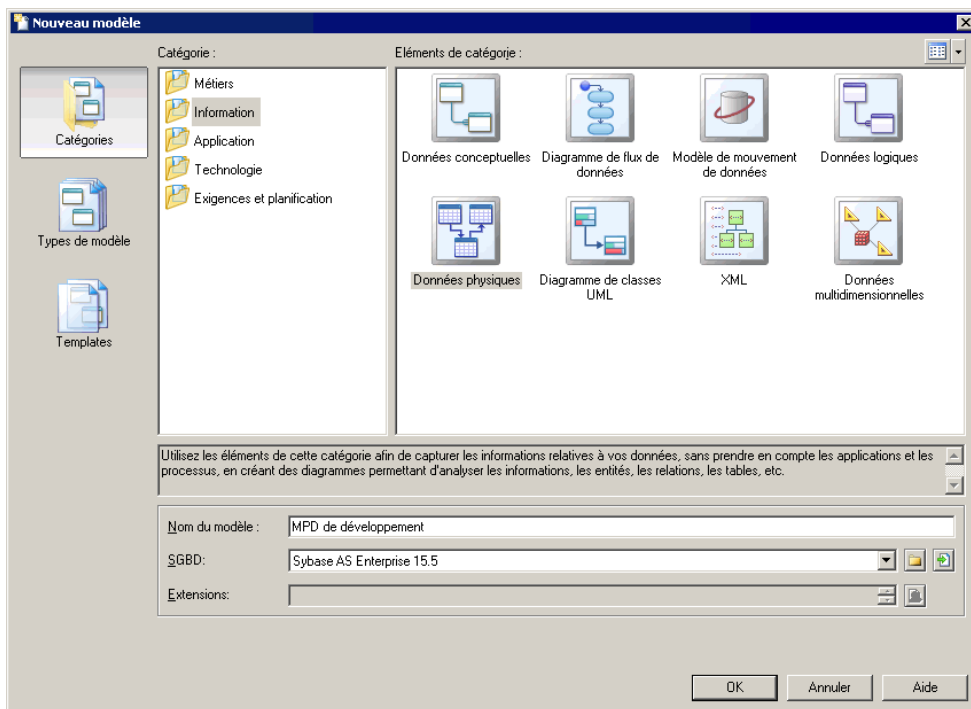 Nouveau modèle
Catégorie :
Eléments de catégorie :
Catégories
Types de modèle
Templates
Métiers
Information
Application
Technologie
Exigences et planification
Données conceptuelles
Diagramme de flux de
données
Modèle de mouvement
de données
Données logiques
Données physiques
Diagramme de classes
UML
XML
Données
multidimensionnelles
Utilisez les éléments de cette catégorie afin de capturer les informations relatives à vos données, sans prendre en compte les applications et les
processus, en créant des diagrammes permettant d'analyser les informations, les entités, les relations, les tables, etc.
Nom du modèle :
MPD de développement
SGBD:
Sybase AS Enterprise 15.5
Extensions:
OK
Annuler
Aide